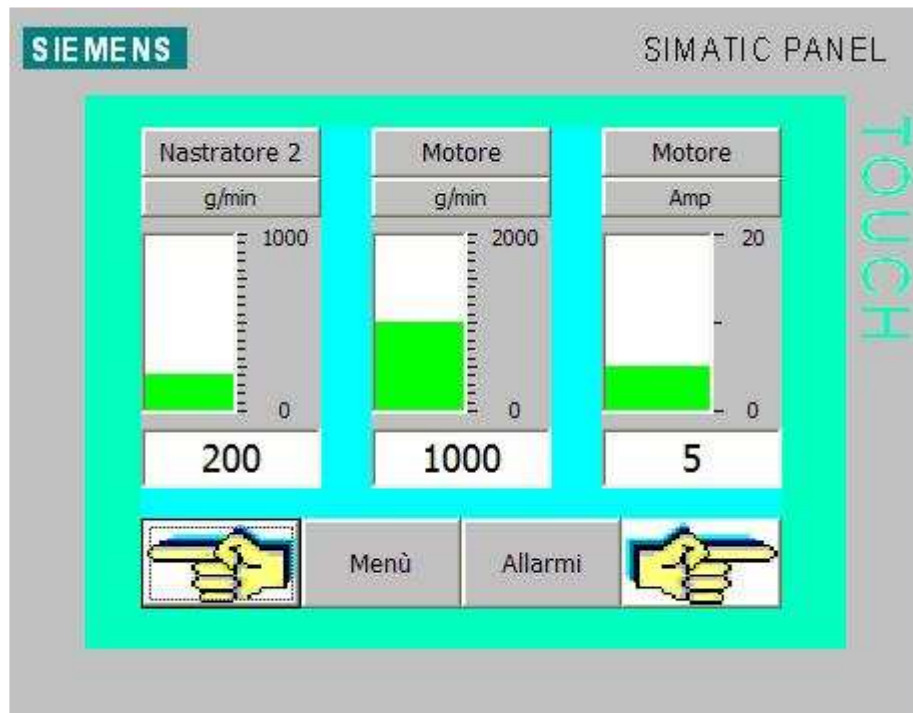 SIEMENS
SIMATIC PANEL
TOUCH
Nastratore 2
g/min
1000
0
200
Motore
g/min
2000
0
1000
Motore
Amp
20
0
5
Menù
Allarmi